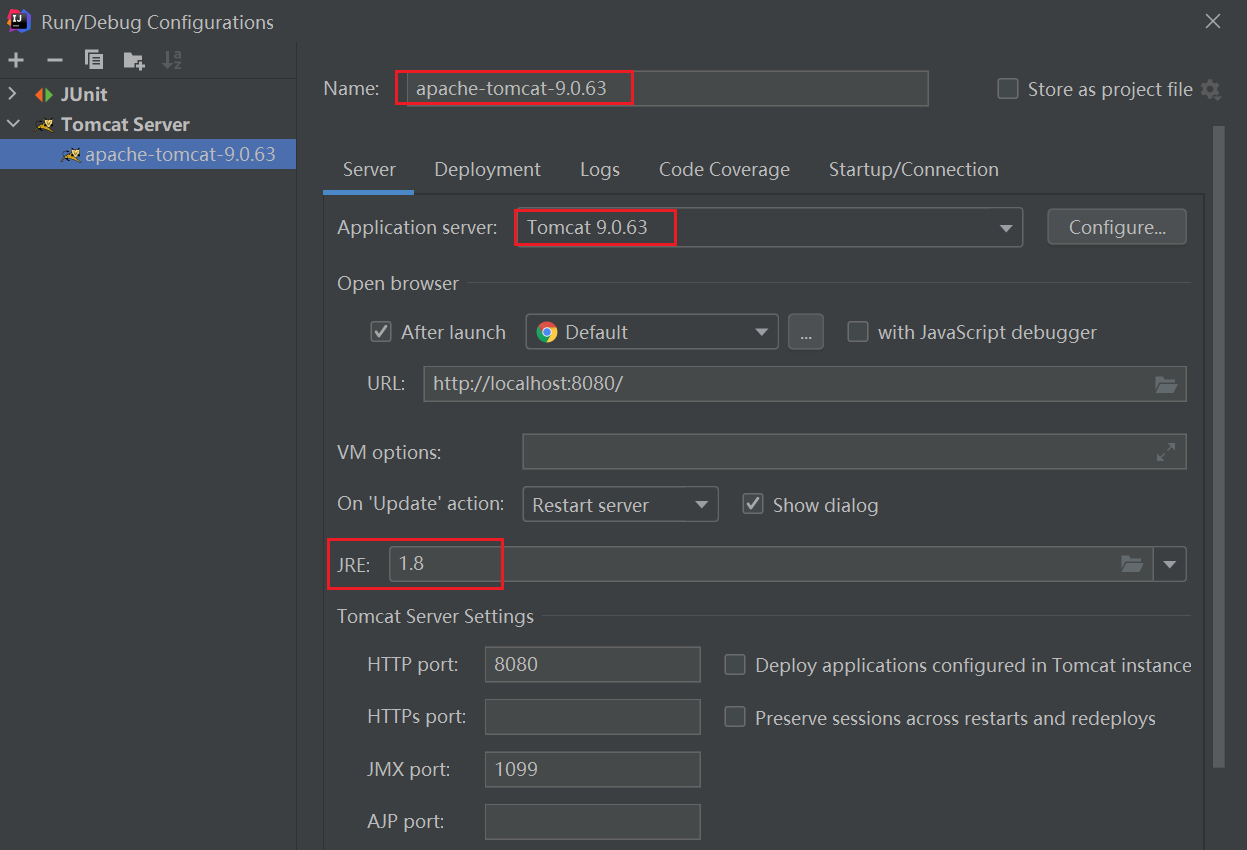 Run/Debug Configurations
JUnit
Tomcat Server
apache-tomcat-9.0.63
Name: apache-tomcat-9.0.63 Store as project file
Server Deployment Logs Code Coverage Startup/Connection
Application server: Tomcat 9.0.63 Configure...
Open browser
After launch Default ... with JavaScript debugger
URL: http://localhost:8080/
VM options:
On 'Update' action: Restart server Show dialog
JRE: 1.8
Tomcat Server Settings
HTTP port: 8080 Deploy applications configured in Tomcat instance
HTTPs port: Preserve sessions across restarts and redeploys
JMX port: 1099
AJP port: